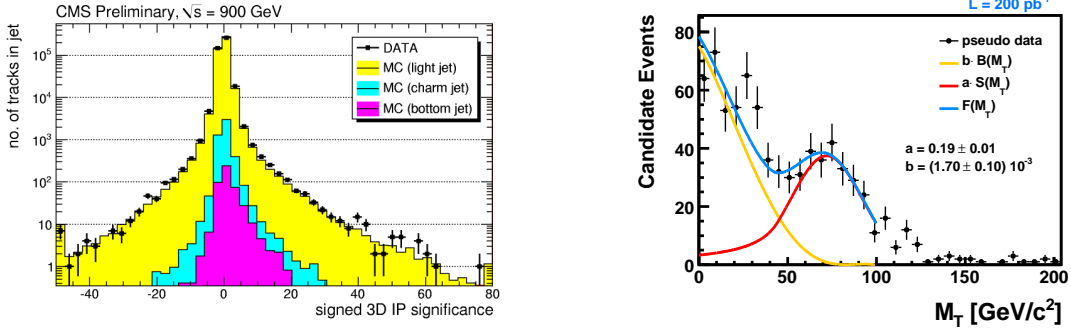 CMS Preliminary, √s = 900 GeV
no. of tracks in jet
DATA
MC (light jet)
MC (charm jet)
MC (bottom jet)
10⁵
10⁴
10³
10²
10
1
-40 -20 0 20 40 60 80
signed 3D IP significance
L = 200 pb
Candidate Events
pseudo data
b· B(M_T)
a· S(M_T)
F(M_T)
a = 0.19 ± 0.01
b = (1.70 ± 0.10) 10⁻³
80
60
40
20
0
0 50 100 150 200
M_T [GeV/c²]